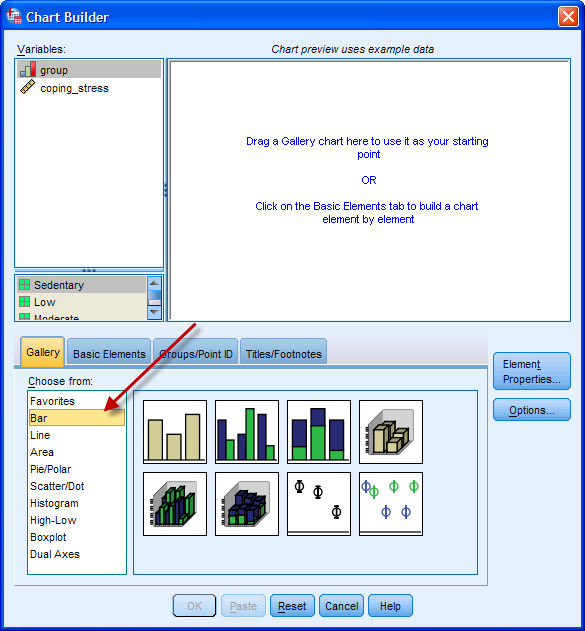 Chart Builder
Variables:
Chart preview uses example data
group
coping_stress
Drag a Gallery chart here to use it as your starting
point
OR
Click on the Basic Elements tab to build a chart
element by element
Sedentary
Low
Moderate
Gallery
Basic Elements
Groups/Point ID
Titles/Footnotes
Element
Properties...
Options...
Choose from:
Favorites
Bar
Line
Area
Pie/Polar
Scatter/Dot
Histogram
High-Low
Boxplot
Dual Axes
OK
Paste
Reset
Cancel
Help